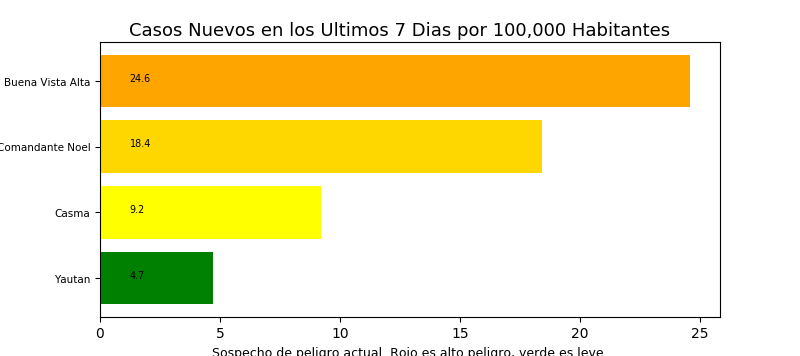 Casos Nuevos en los Ultimos 7 Dias por 100,000 Habitantes
Buena Vista Alta 24.6
Comandante Noel 18.4
Casma 9.2
Yautan 4.7
0 5 10 15 20 25
Sospecho de peligro actual. Rojo es alto peligro, verde es leve